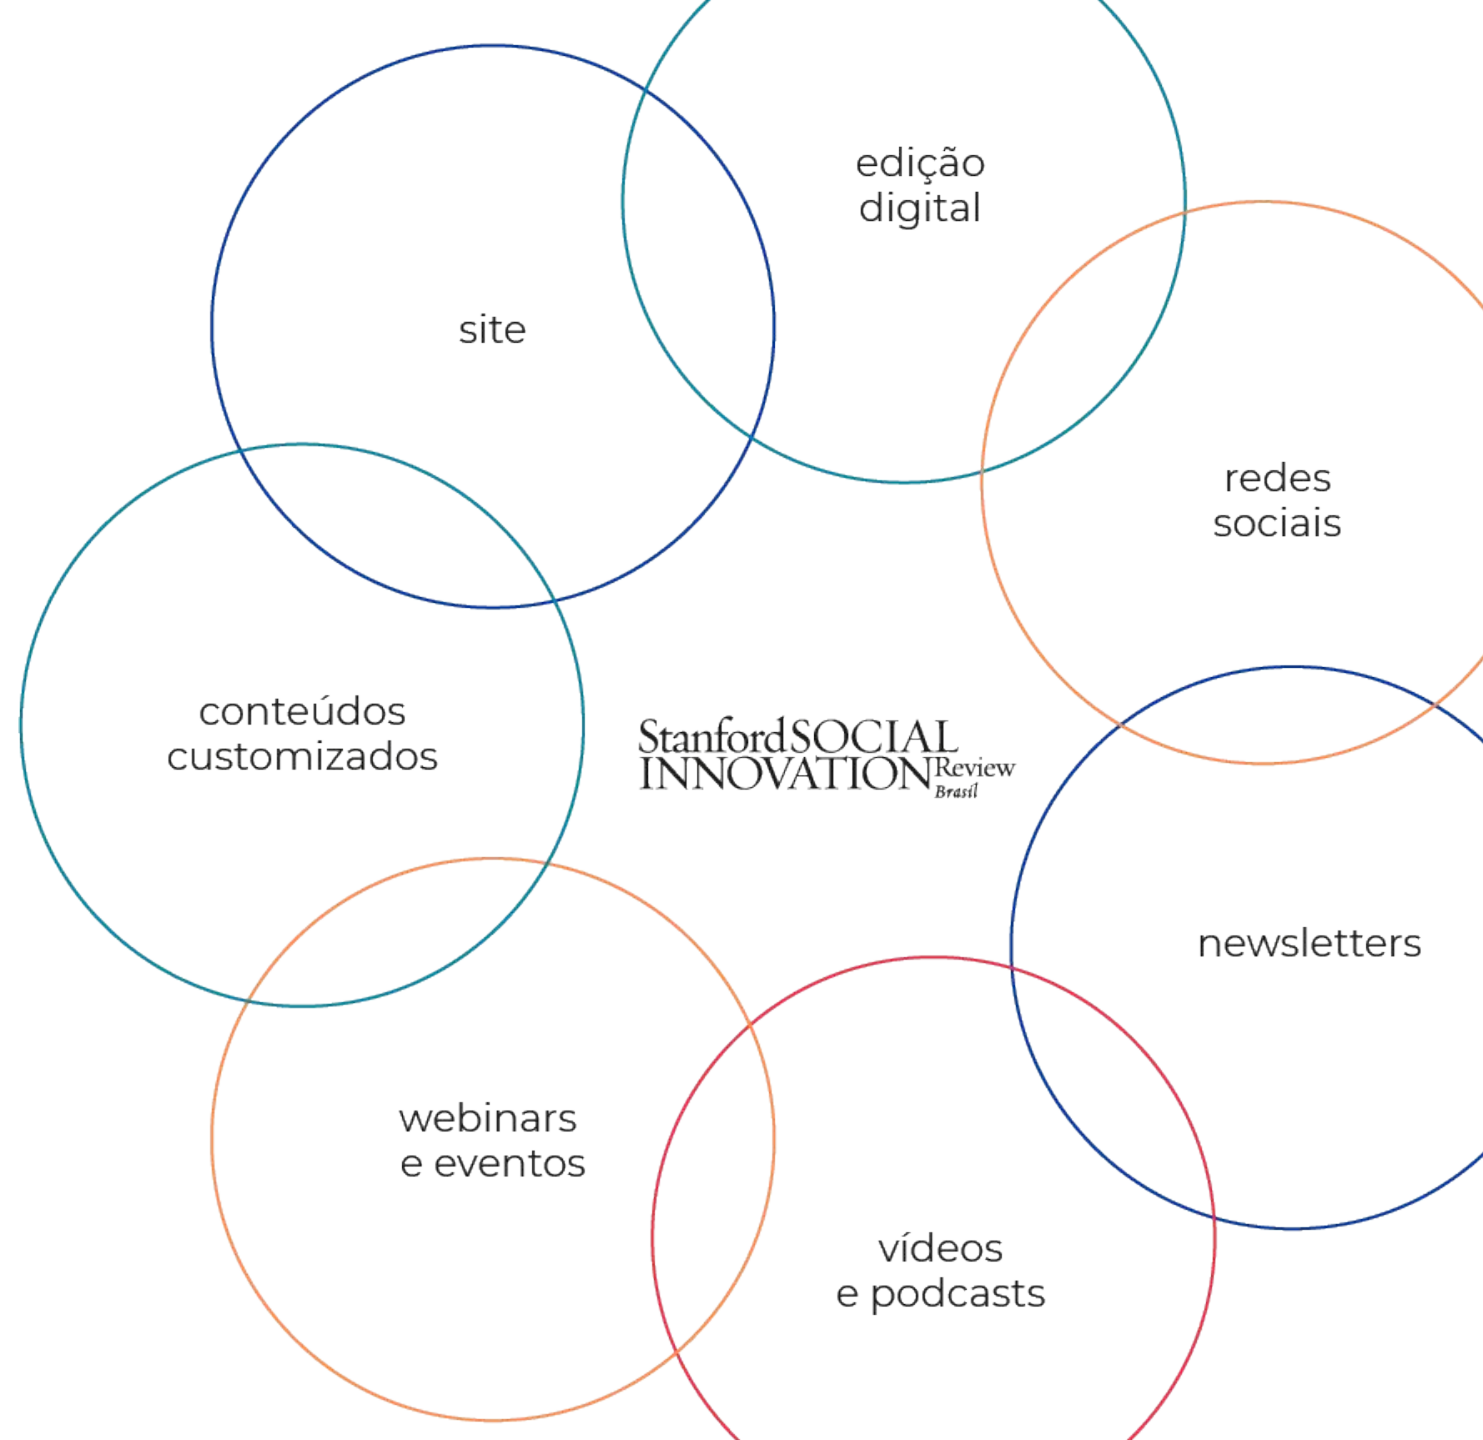 edição
digital
site
redes
sociais
conteúdos
customizados
Stanford SOCIAL
INNOVATION Review
Brasil
newsletters
webinars
e eventos
vídeos
e podcasts